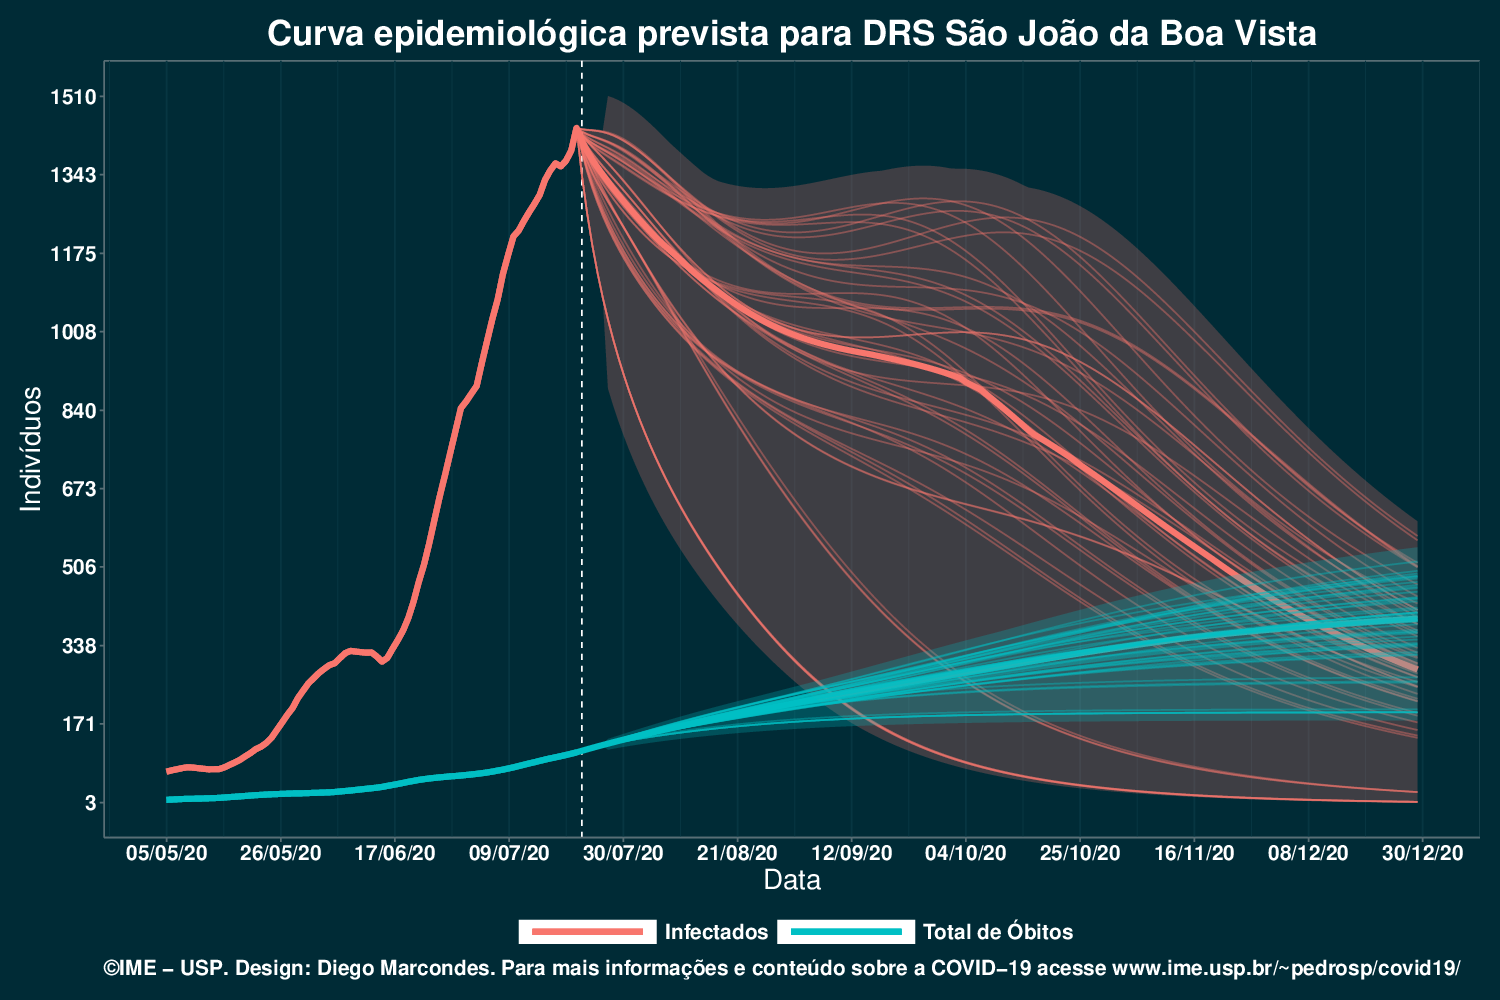 Curva epidemiológica prevista para DRS São João da Boa Vista
1510
1343
1175
1008
840
673
506
338
171
3
Indivíduos
05/05/20 26/05/20 17/06/20 09/07/20 30/07/20 21/08/20 12/09/20 04/10/20 25/10/20 16/11/20 08/12/20 30/12/20
Data
Infectados Total de Óbitos
©IME − USP. Design: Diego Marcondes. Para mais informações e conteúdo sobre a COVID−19 acesse www.ime.usp.br/~pedrosp/covid19/